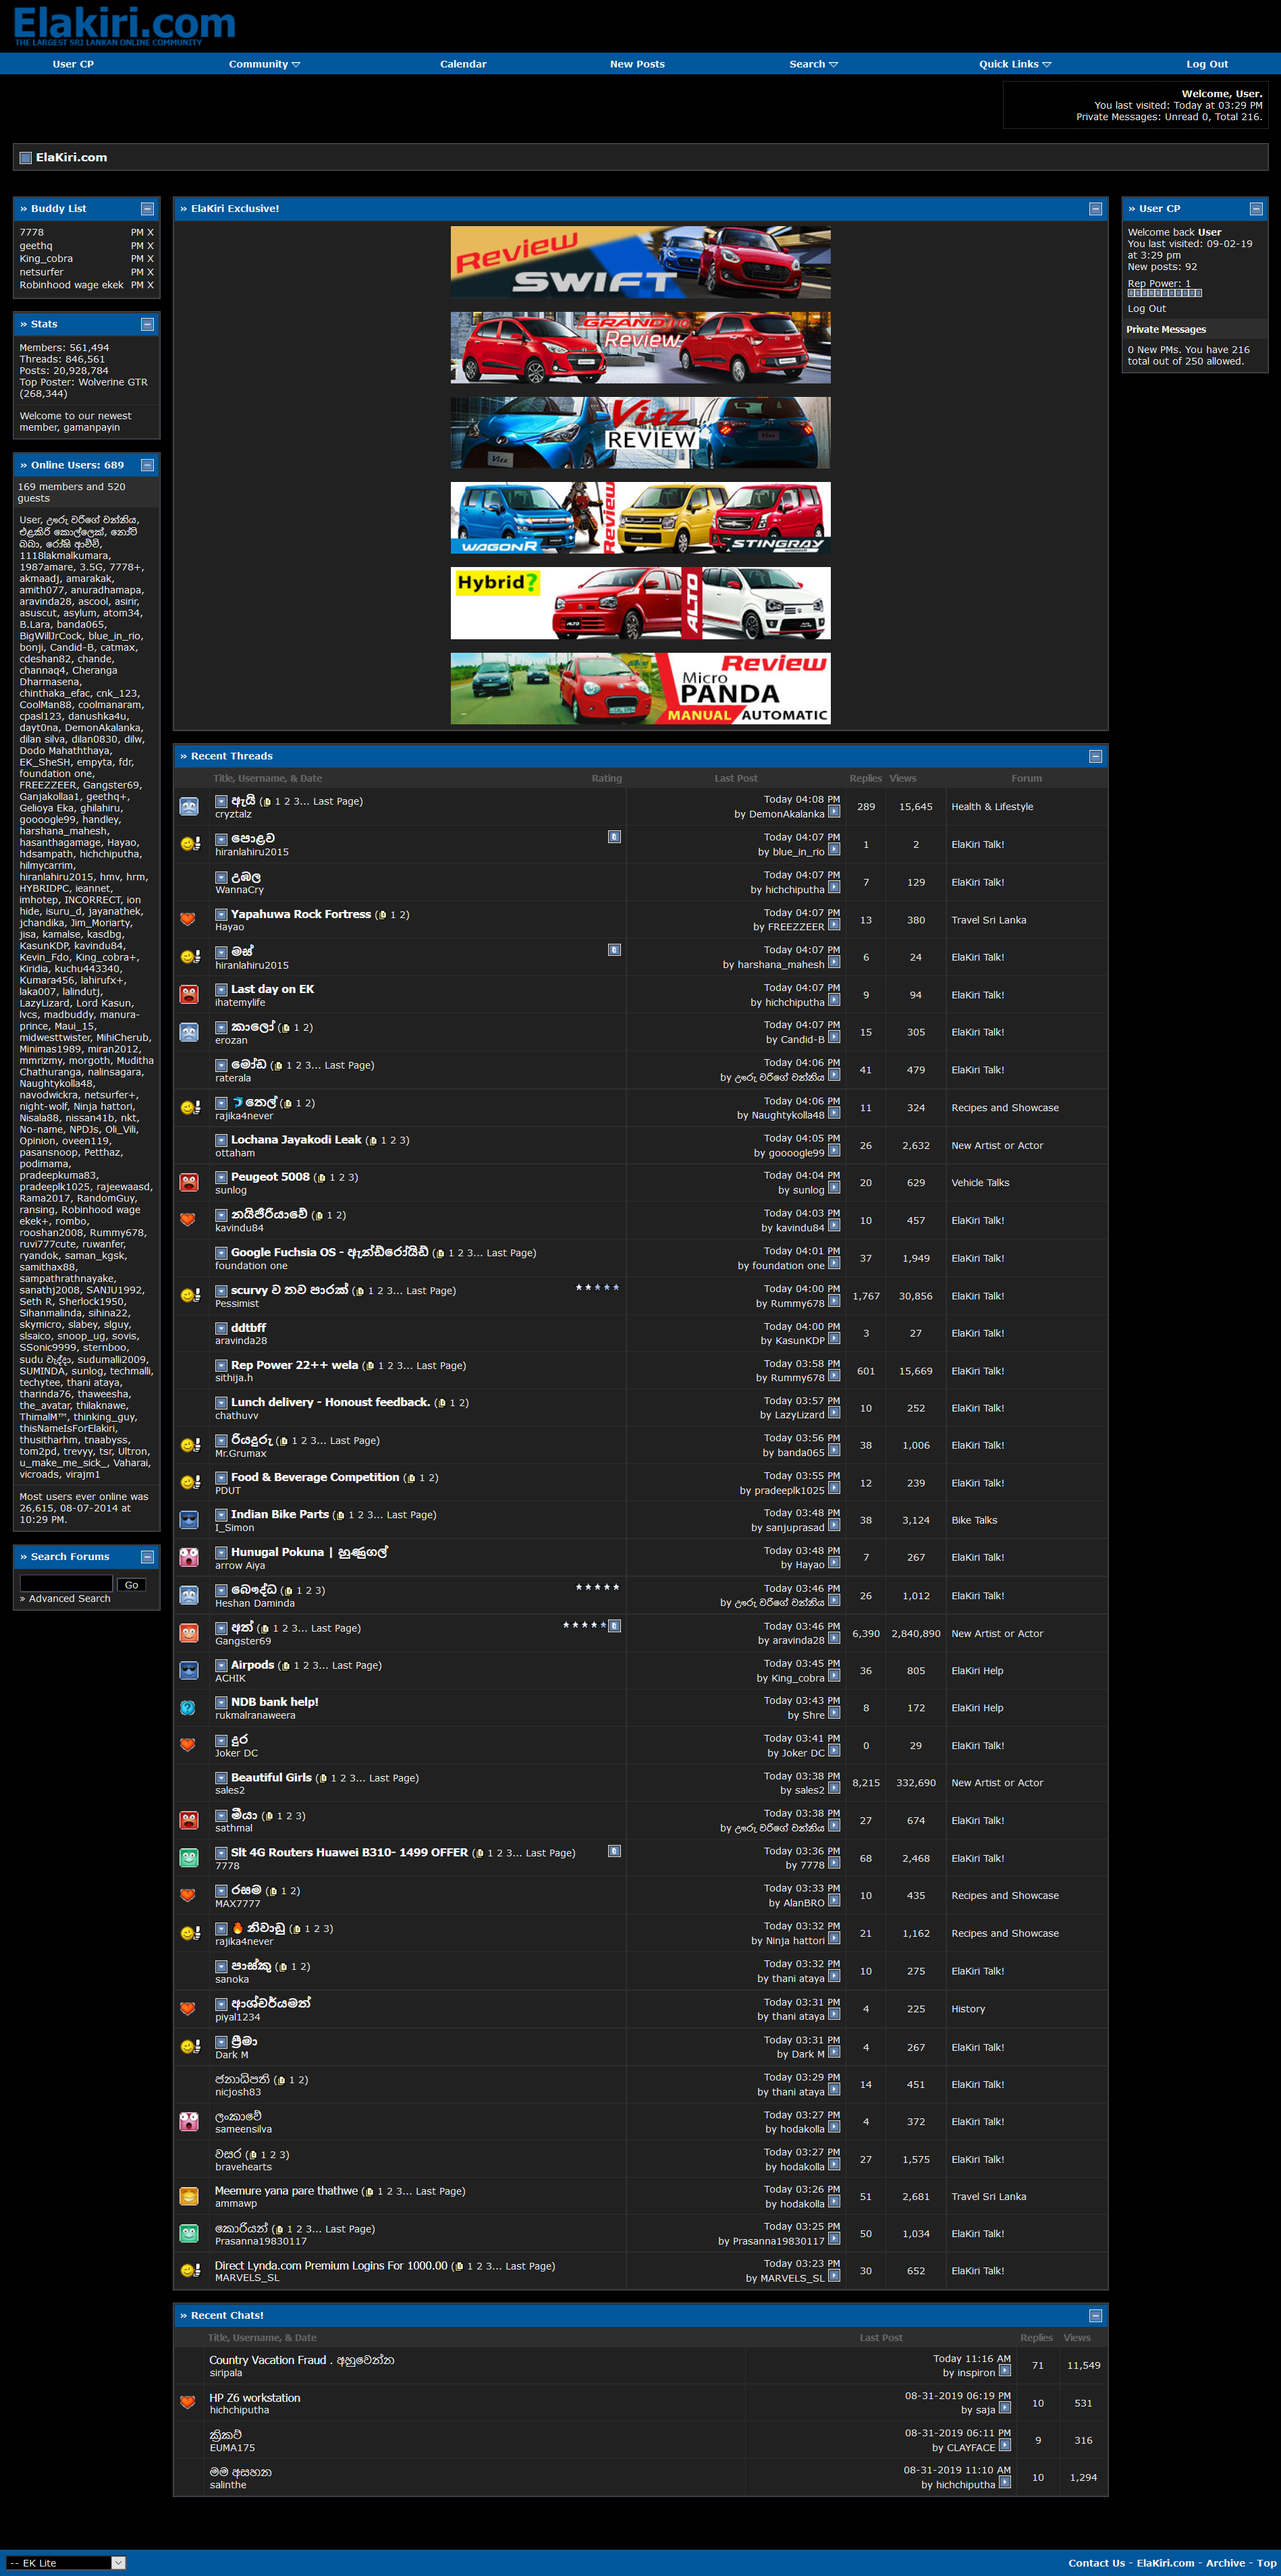 Elakiri.com
THE LARGEST SRI LANKAN ONLINE COMMUNITY
User CP Community Calendar New Posts Search Quick Links Log Out
Welcome, User.
You last visited: Today at 03:29 PM
Private Messages: Unread 0, Total 216.
ElaKiri.com
» Buddy List
7778 PM X
geethq PM X
King_cobra PM X
netsurfer PM X
Robinhood wage ekek PM X
» Stats
Members: 561,494
Threads: 846,561
Posts: 20,928,784
Top Poster: Wolverine GTR
(268,344)
Welcome to our newest
member, gamanpayin
» Online Users: 689
169 members and 520
guests
User, ඌරු වරිගේ වන්නිය,
එළකිරි කොල්ලෙක්, නෝටි
බබා, රෝසි ආච්චි,
1118lakmalkumara,
1987amare, 3.5G, 7778+,
akmaadj, amarakak,
amith077, anuradhamapa,
aravinda28, ascool, asirir,
asuscut, asylum, atom34,
B.Lara, banda065,
BigWillJrCock, blue_in_rio,
bonji, Candid-B, catmax,
cdeshan82, chande,
channaq4, Cheranga
Dharmasena,
chinthaka_efac, cnk_123,
CoolMan88, coolmanaram,
cpasl123, danushka4u,
dayt0na, DemonAkalanka,
dilan silva, dilan0830, dilw,
Dodo Mahaththaya,
EK_SheSH, empyta, fdr,
foundation one,
FREEZZEER, Gangster69,
Ganjakollaa1, geethq+,
Gelioya Eka, ghilahiru,
goooogle99, handley,
harshana_mahesh,
hasanthagamage, Hayao,
hdsampath, hichchiputha,
hilmycarrim,
hiranlahiru2015, hmv, hrm,
HYBRIDPC, ieannet,
imhotep, INCORRECT, ion
hide, isuru_d, jayanathek,
jchandika, Jim_Moriarty,
jisa, kamalse, kasdbg,
KasunKDP, kavindu84,
Kevin_Fdo, King_cobra+,
Kiridia, kuchu443340,
Kumara456, lahirufx+,
laka007, lalindutj,
LazyLizard, Lord Kasun,
lvcs, madbuddy, manura-
prince, Maui_15,
midwesttwister, MihiCherub,
Minimas1989, miran2012,
mmrizmy, morgoth, Muditha
Chathuranga, nalinsagara,
Naughtykolla48,
navodwickra, netsurfer+,
night-wolf, Ninja hattori,
Nisala88, nissan41b, nkt,
No-name, NPDJs, Oli_Vili,
Opinion, oveen119,
pasansnoop, Petthaz,
podimama,
pradeepkuma83,
pradeeplk1025, rajeewaasd,
Rama2017, RandomGuy,
ransing, Robinhood wage
ekek+, rombo,
rooshan2008, Rummy678,
ruvi777cute, ruwanfer,
ryandok, saman_kgsk,
samithax88,
sampathrathnayake,
sanathj2008, SANJU1992,
Seth R, Sherlock1950,
Sihanmalinda, sihina22,
skymicro, slabey, slguy,
slsaico, snoop_ug, sovis,
SSonic9999, sternboo,
sudu වැද්දා, sudumalli2009,
SUMINDA, sunlog, techmalli,
techytee, thani ataya,
tharinda76, thaweesha,
the_avatar, thilaknawe,
ThimalM™, thinking_guy,
thisNameIsForElakiri,
thusitharhm, tnaabyss,
tom2pd, trevyy, tsr, Ultron,
u_make_me_sick_, Vaharai,
vicroads, virajm1
Most users ever online was
26,615, 08-07-2014 at
10:29 PM.
» Search Forums
Go
» Advanced Search
» ElaKiri Exclusive!
Review
SWIFT
GRAND i10
Review
Vitz
REVIEW
Vitz
WAGONR Review STINGRAY
Hybrid? ALTO
Review
Micro
PANDA
MANUAL AUTOMATIC
» Recent Threads
Title, Username, & Date Rating Last Post Replies Views Forum
ඇයි (1 2 3... Last Page) Today 04:08 PM
cryztalz by DemonAkalanka 289 15,645 Health & Lifestyle
පොළව Today 04:07 PM
hiranlahiru2015 by blue_in_rio 1 2 ElaKiri Talk!
උඹල Today 04:07 PM
WannaCry by hichchiputha 7 129 ElaKiri Talk!
Yapahuwa Rock Fortress (1 2) Today 04:07 PM
Hayao by FREEZZEER 13 380 Travel Sri Lanka
මස් Today 04:07 PM
hiranlahiru2015 by harshana_mahesh 6 24 ElaKiri Talk!
Last day on EK Today 04:07 PM
ihatemylife by hichchiputha 9 94 ElaKiri Talk!
කාලෝ (1 2) Today 04:07 PM
erozan by Candid-B 15 305 ElaKiri Talk!
මෝඩ (1 2 3... Last Page) Today 04:06 PM
raterala by ඌරු වරිගේ වන්නිය 41 479 ElaKiri Talk!
තෙල් (1 2) Today 04:06 PM
rajika4never by Naughtykolla48 11 324 Recipes and Showcase
Lochana Jayakodi Leak (1 2 3) Today 04:05 PM
ottaham by goooogle99 26 2,632 New Artist or Actor
Peugeot 5008 (1 2 3) Today 04:04 PM
sunlog by sunlog 20 629 Vehicle Talks
නයිජීරියාවේ (1 2) Today 04:03 PM
kavindu84 by kavindu84 10 457 ElaKiri Talk!
Google Fuchsia OS - ඇන්ඩ්රෝයිඩ් (1 2 3... Last Page) Today 04:01 PM
foundation one by foundation one 37 1,949 ElaKiri Talk!
scurvy ව තව පාරක් (1 2 3... Last Page) Today 04:00 PM
Pessimist by Rummy678 1,767 30,856 ElaKiri Talk!
ddtbff Today 04:00 PM
aravinda28 by KasunKDP 3 27 ElaKiri Talk!
Rep Power 22++ wela (1 2 3... Last Page) Today 03:58 PM
sithija.h by Rummy678 601 15,669 ElaKiri Talk!
Lunch delivery - Honoust feedback. (1 2) Today 03:57 PM
chathuvv by LazyLizard 10 252 ElaKiri Talk!
රියදුරු (1 2 3... Last Page) Today 03:56 PM
Mr.Grumax by banda065 38 1,006 ElaKiri Talk!
Food & Beverage Competition (1 2) Today 03:55 PM
PDUT by pradeeplk1025 12 239 ElaKiri Talk!
Indian Bike Parts (1 2 3... Last Page) Today 03:48 PM
I_Simon by sanjuprasad 38 3,124 Bike Talks
Hunugal Pokuna | හුණුගල් Today 03:48 PM
arrow Aiya by Hayao 7 267 ElaKiri Talk!
බෞද්ධ (1 2 3) Today 03:46 PM
Heshan Daminda by ඌරු වරිගේ වන්නිය 26 1,012 ElaKiri Talk!
අත් (1 2 3... Last Page) Today 03:46 PM
Gangster69 by aravinda28 6,390 2,840,890 New Artist or Actor
Airpods (1 2 3... Last Page) Today 03:45 PM
ACHIK by King_cobra 36 805 ElaKiri Help
NDB bank help! Today 03:43 PM
rukmalranaweera by Shre 8 172 ElaKiri Help
දුර Today 03:41 PM
Joker DC by Joker DC 0 29 ElaKiri Talk!
Beautiful Girls (1 2 3... Last Page) Today 03:38 PM
sales2 by sales2 8,215 332,690 New Artist or Actor
මීයා (1 2 3) Today 03:38 PM
sathmal by ඌරු වරිගේ වන්නිය 27 674 ElaKiri Talk!
Slt 4G Routers Huawei B310- 1499 OFFER (1 2 3... Last Page) Today 03:36 PM
7778 by 7778 68 2,468 ElaKiri Talk!
රසම (1 2) Today 03:33 PM
MAX7777 by AlanBRO 10 435 Recipes and Showcase
නිවාඩු (1 2 3) Today 03:32 PM
rajika4never by Ninja hattori 21 1,162 Recipes and Showcase
පාස්කු (1 2) Today 03:32 PM
sanoka by thani ataya 10 275 ElaKiri Talk!
ආශ්චර්යමත් Today 03:31 PM
piyal1234 by thani ataya 4 225 History
ප්‍රීමා Today 03:31 PM
Dark M by Dark M 4 267 ElaKiri Talk!
ජනාධිපති (1 2) Today 03:29 PM
nicjosh83 by thani ataya 14 451 ElaKiri Talk!
ලංකාවේ Today 03:27 PM
sameensilva by hodakolla 4 372 ElaKiri Talk!
වසර (1 2 3) Today 03:27 PM
bravehearts by hodakolla 27 1,575 ElaKiri Talk!
Meemure yana pare thathwe (1 2 3... Last Page) Today 03:26 PM
ammawp by hodakolla 51 2,681 Travel Sri Lanka
කොරියන් (1 2 3... Last Page) Today 03:25 PM
Prasanna19830117 by Prasanna19830117 50 1,034 ElaKiri Talk!
Direct Lynda.com Premium Logins For 1000.00 (1 2 3... Last Page) Today 03:23 PM
MARVELS_SL by MARVELS_SL 30 652 ElaKiri Talk!
» Recent Chats!
Title, Username, & Date Last Post Replies Views
Country Vacation Fraud . අහුවෙන්න Today 11:16 AM
siripala by inspiron 71 11,549
HP Z6 workstation 08-31-2019 06:19 PM
hichchiputha by saja 10 531
ක්‍රිකට් 08-31-2019 06:11 PM
EUMA175 by CLAYFACE 9 316
මම අසහන 08-31-2019 11:10 AM
salinthe by hichchiputha 10 1,294
» User CP
Welcome back User
You last visited: 09-02-19
at 3:29 pm
New posts: 92
Rep Power: 1
Log Out
Private Messages
0 New PMs. You have 216
total out of 250 allowed.
-- EK Lite
Contact Us - ElaKiri.com - Archive - Top